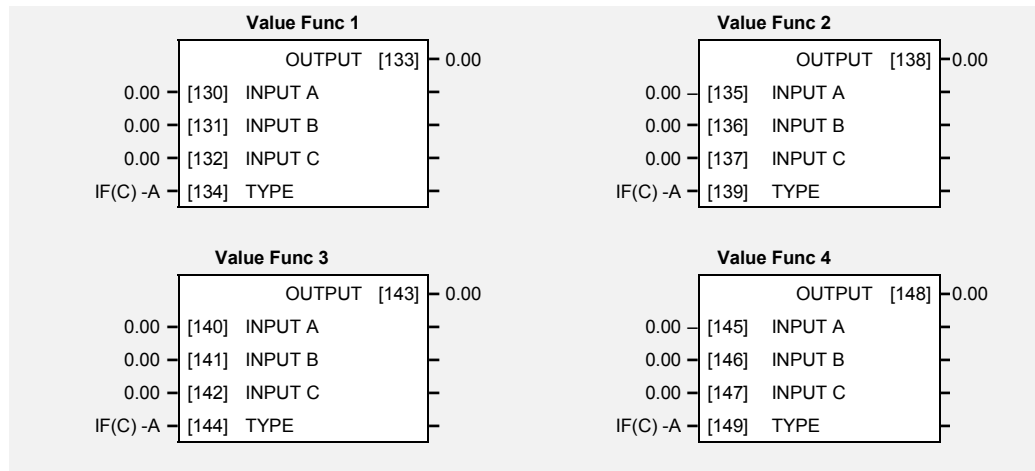 Value Func 1
OUTPUT [133] 0.00
0.00 [130] INPUT A
0.00 [131] INPUT B
0.00 [132] INPUT C
IF(C) -A [134] TYPE
Value Func 2
OUTPUT [138] 0.00
0.00 [135] INPUT A
0.00 [136] INPUT B
0.00 [137] INPUT C
IF(C) -A [139] TYPE
Value Func 3
OUTPUT [143] 0.00
0.00 [140] INPUT A
0.00 [141] INPUT B
0.00 [142] INPUT C
IF(C) -A [144] TYPE
Value Func 4
OUTPUT [148] 0.00
0.00 [145] INPUT A
0.00 [146] INPUT B
0.00 [147] INPUT C
IF(C) -A [149] TYPE